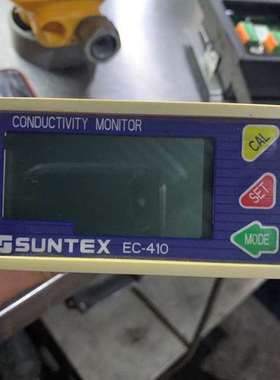 CONDUCTIVITY MONITOR
CAL
SET
SUNTEX EC-410
MODE